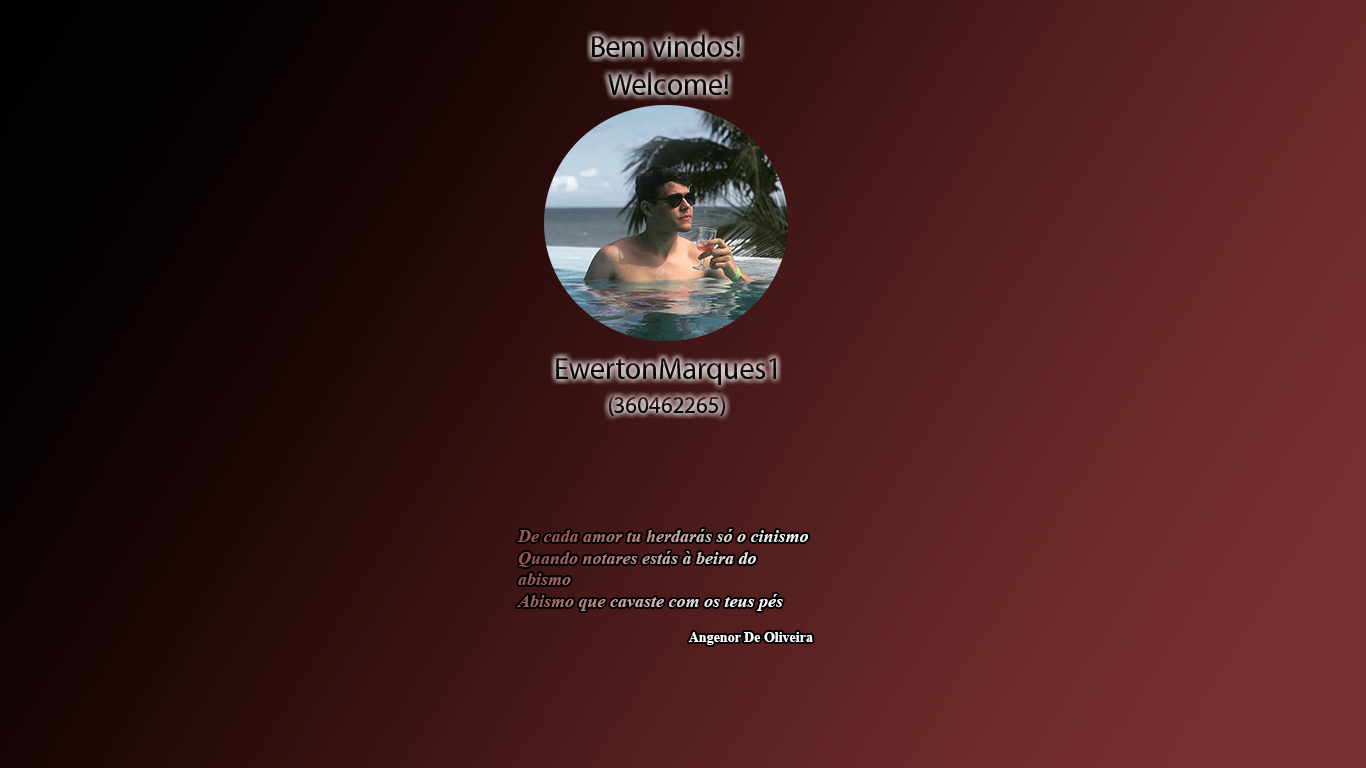 Bem vindos!
Welcome!
EwertonMarques1
(360462265)
De cada amor tu herdarás só o cinismo
Quando notares estás à beira do
abismo
Abismo que cavaste com os teus pés
Angenor De Oliveira